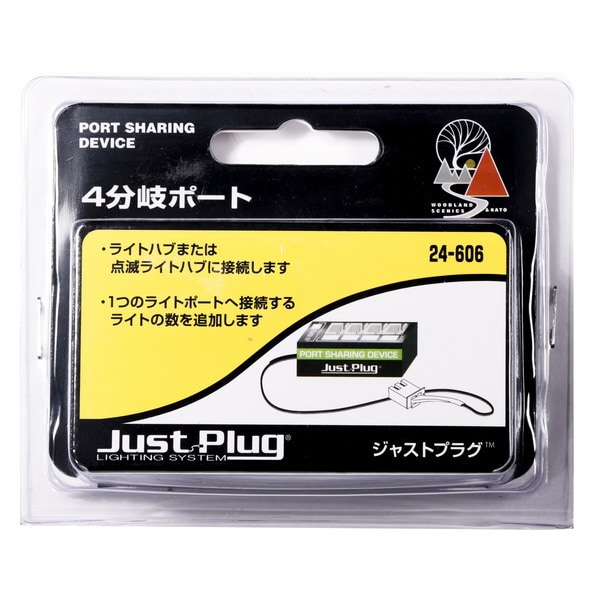 PORT SHARING
DEVICE
4分岐ポート
WOODLAND
SCENICS & KATO
・ライトハブまたは
点滅ライトハブに接続します
24-606
・1つのライトポートへ接続する
ライトの数を追加します
PORT SHARING DEVICE
Just Plug
Just Plug®
LIGHTING SYSTEM
ジャストプラグ™